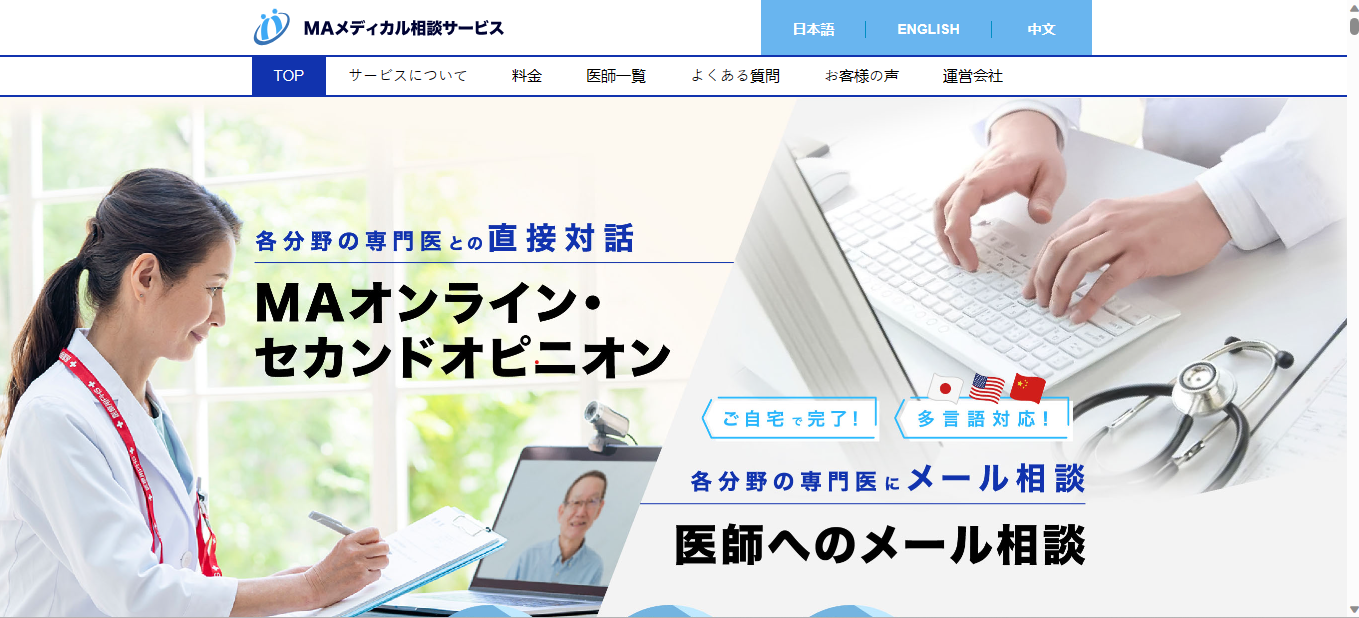 MAメディカル相談サービス
日本語
ENGLISH
中文
TOP
サービスについて
料金
医師一覧
よくある質問
お客様の声
運営会社
各分野の専門医との直接対話
MAオンライン・
セカンドオピニオン
ご自宅で完了!
多言語対応!
各分野の専門医にメール相談
医師へのメール相談